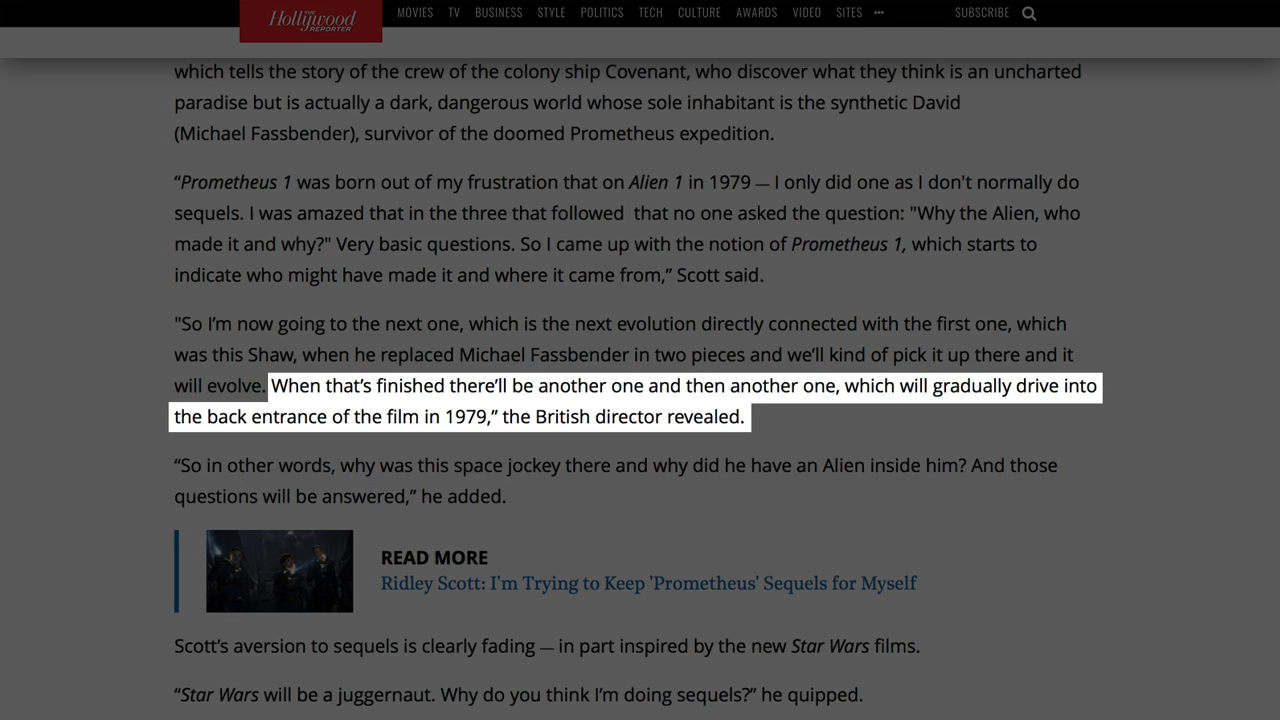 THE
Hollywood
REPORTER
MOVIES TV BUSINESS STYLE POLITICS TECH CULTURE AWARDS VIDEO SITES ••• SUBSCRIBE
which tells the story of the crew of the colony ship Covenant, who discover what they think is an uncharted
paradise but is actually a dark, dangerous world whose sole inhabitant is the synthetic David
(Michael Fassbender), survivor of the doomed Prometheus expedition.
“Prometheus 1 was born out of my frustration that on Alien 1 in 1979 — I only did one as I don't normally do
sequels. I was amazed that in the three that followed  that no one asked the question: "Why the Alien, who
made it and why?" Very basic questions. So I came up with the notion of Prometheus 1, which starts to
indicate who might have made it and where it came from,” Scott said.
"So I’m now going to the next one, which is the next evolution directly connected with the first one, which
was this Shaw, when he replaced Michael Fassbender in two pieces and we’ll kind of pick it up there and it
will evolve. When that’s finished there’ll be another one and then another one, which will gradually drive into
the back entrance of the film in 1979,” the British director revealed.
“So in other words, why was this space jockey there and why did he have an Alien inside him? And those
questions will be answered,” he added.
READ MORE
Ridley Scott: I'm Trying to Keep 'Prometheus' Sequels for Myself
Scott’s aversion to sequels is clearly fading — in part inspired by the new Star Wars films.
“Star Wars will be a juggernaut. Why do you think I’m doing sequels?” he quipped.